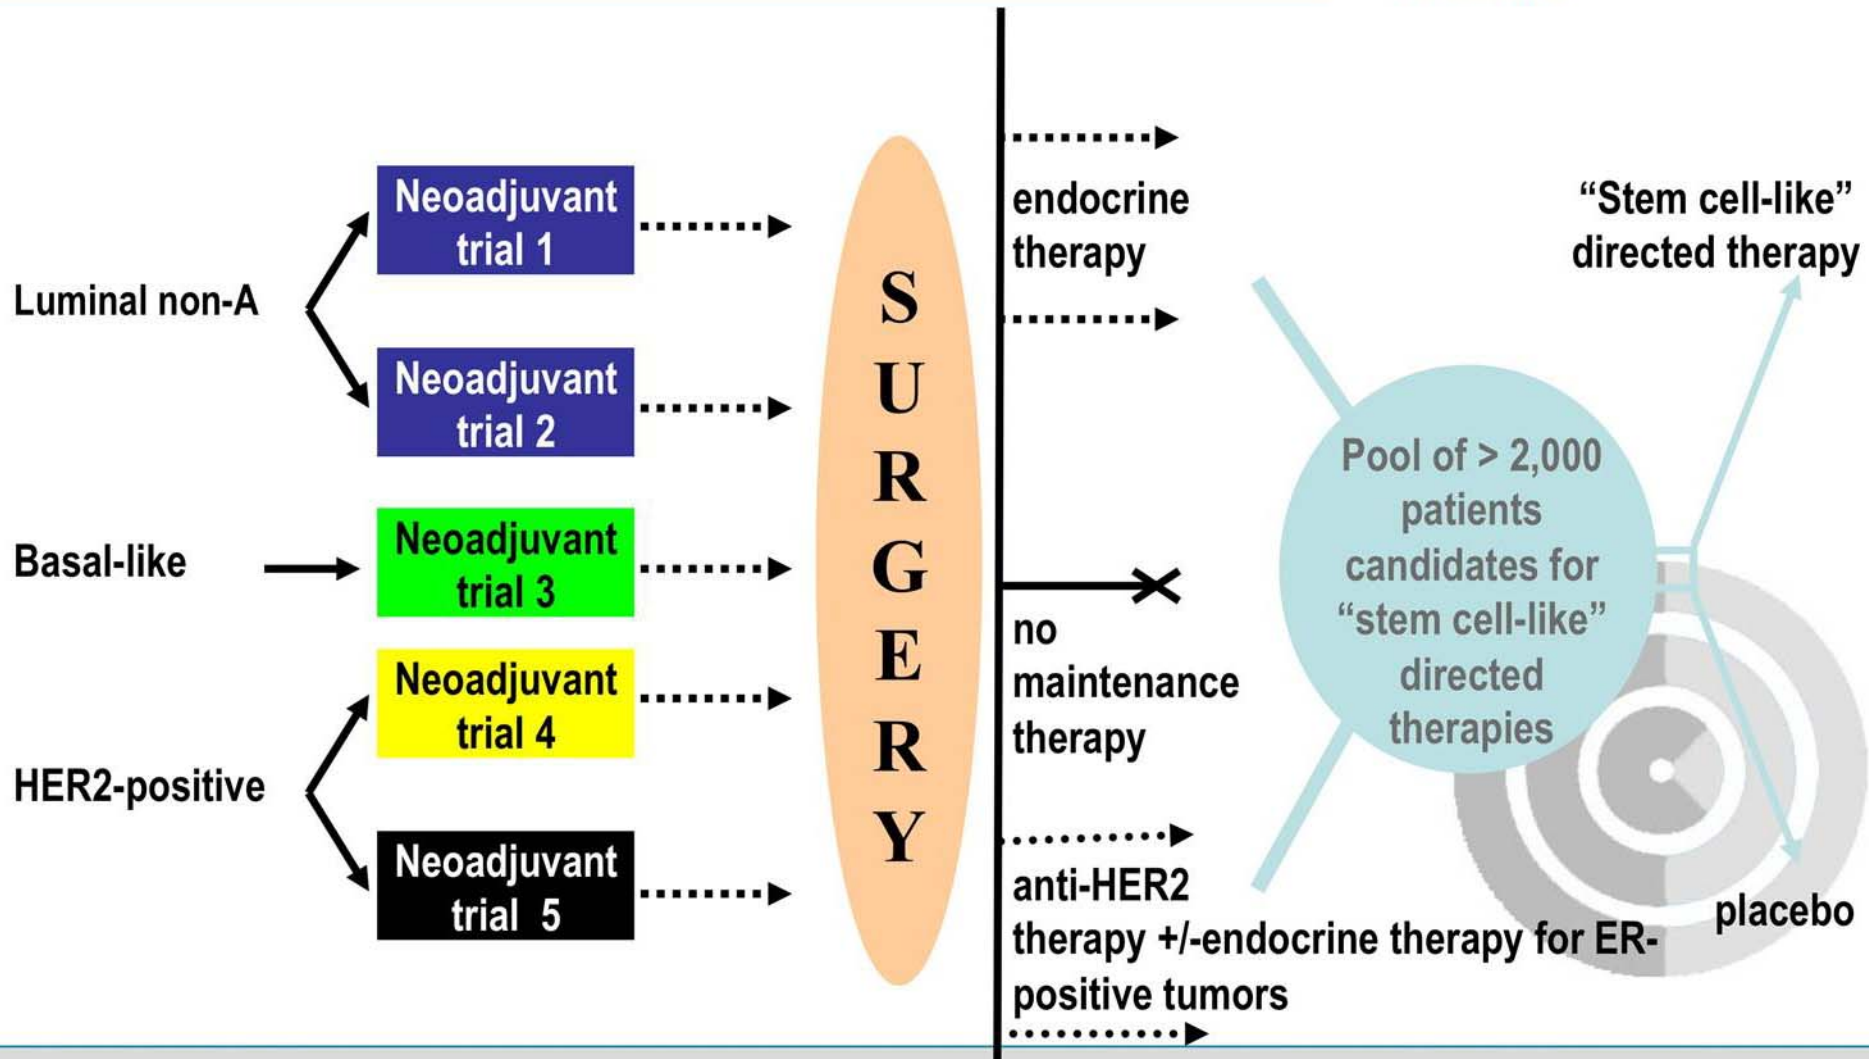 Luminal non-A
Basal-like
HER2-positive
Neoadjuvant
trial 1
Neoadjuvant
trial 2
Neoadjuvant
trial 3
Neoadjuvant
trial 4
Neoadjuvant
trial 5
S
U
R
G
E
R
Y
endocrine
therapy
no
maintenance
therapy
anti-HER2
therapy +/-endocrine therapy for ER-
positive tumors
Pool of > 2,000
patients
candidates for
“stem cell-like”
directed
therapies
“Stem cell-like”
directed therapy
placebo